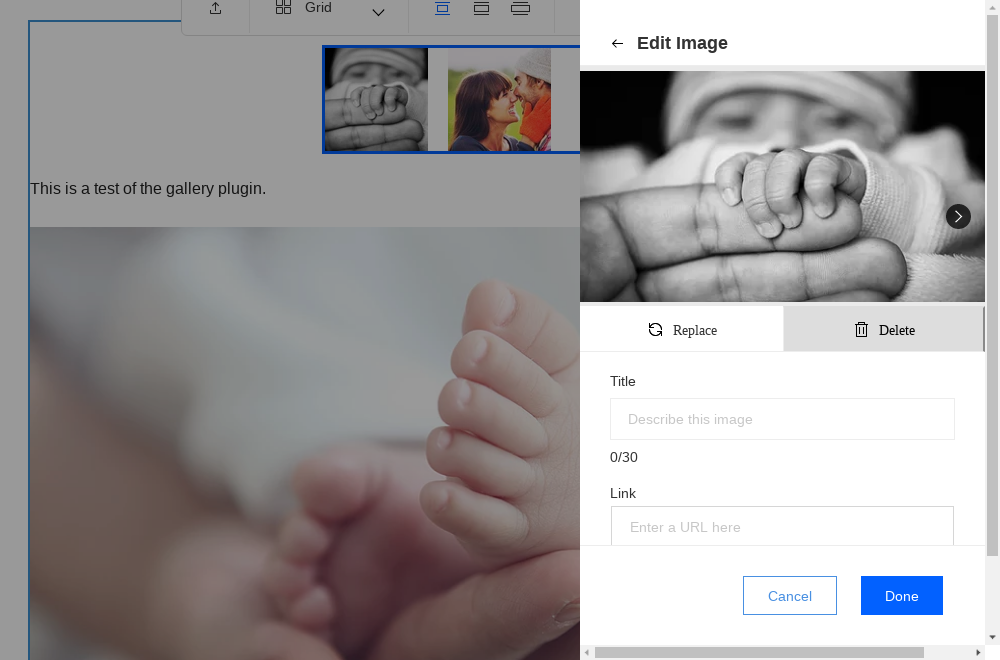 Grid
Edit Image
This is a test of the gallery plugin.
Replace
Delete
Title
Describe this image
0/30
Link
Enter a URL here
Cancel
Done